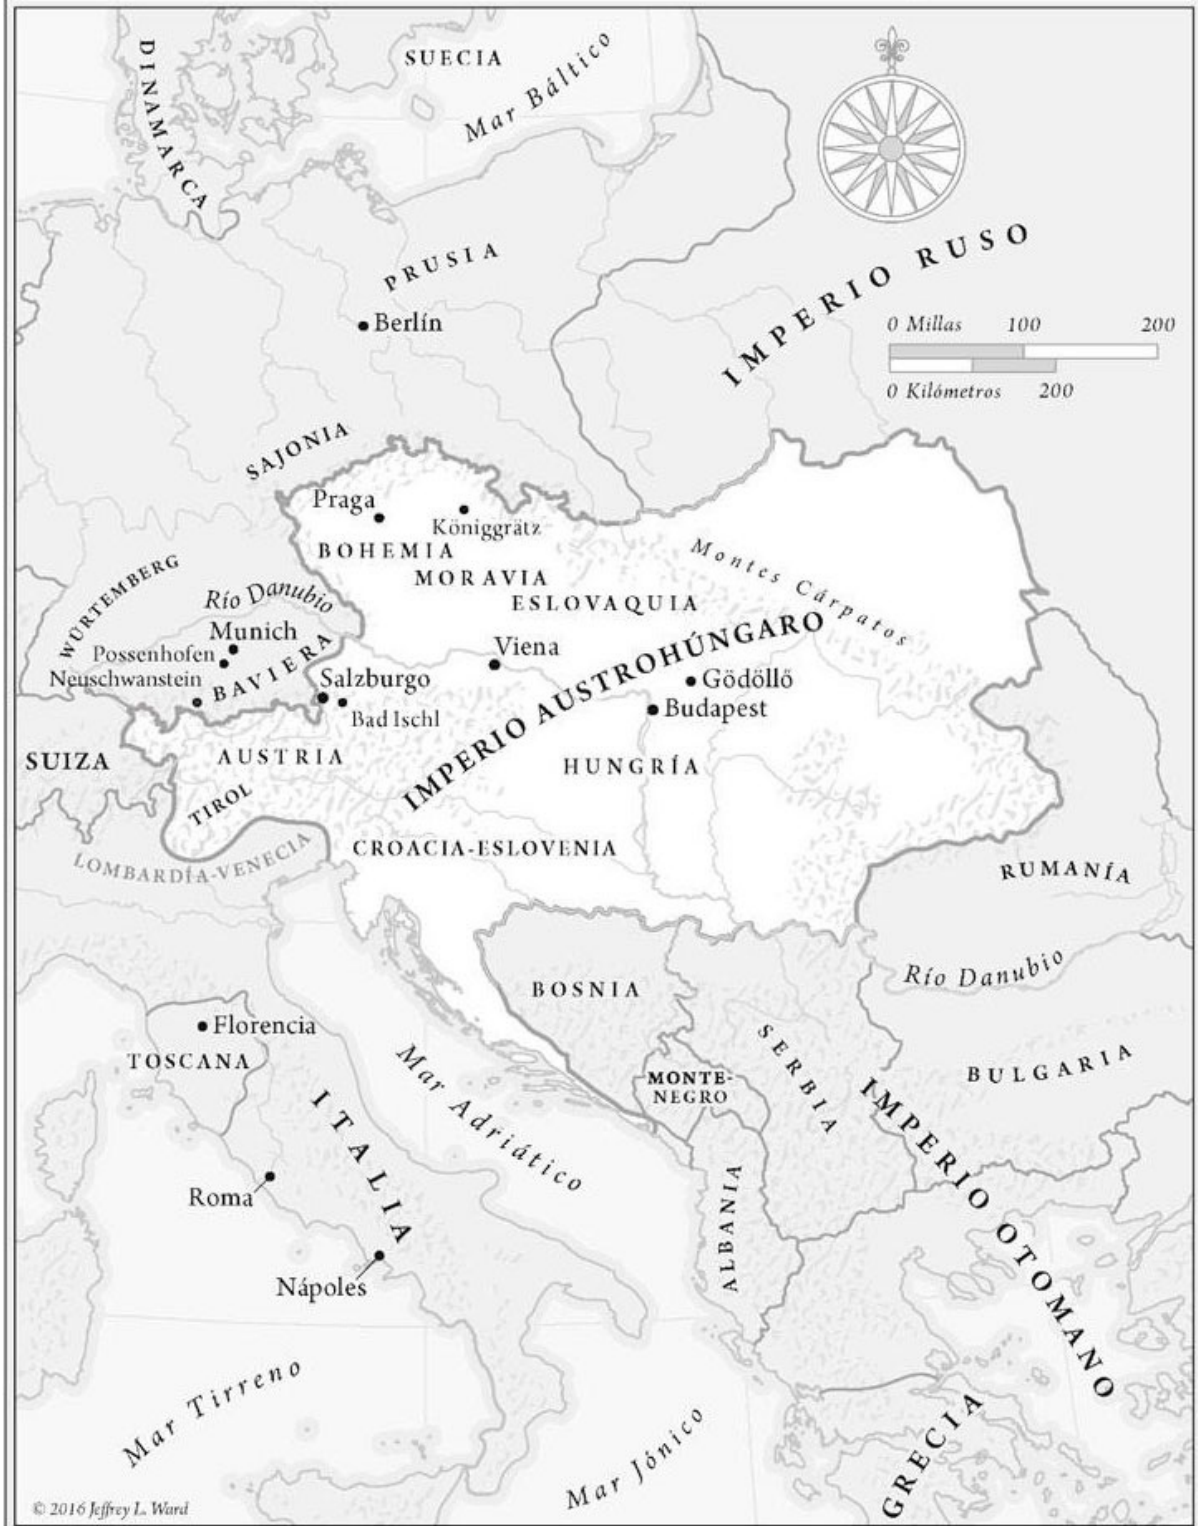 DINAMARCA
SUECIA
Mar Báltico
PRUSIA
Berlín
IMPERIO RUSO
0 Millas 100 200
0 Kilómetros 200
SAJONIA
Praga
Königgrätz
BOHEMIA
MORAVIA
ESLOVAQUIA
Montes Cárpatos
WÜRTEMBERG
Río Danubio
Munich
Possenhofen
Neuschwanstein
BAVIERA
Salzburgo
Bad Ischl
Viena
IMPERIO AUSTROHÚNGARO
Gödöllő
Budapest
SUIZA
AUSTRIA
TIROL
HUNGRÍA
LOMBARDÍA-VENECIA
CROACIA-ESLOVENIA
RUMANÍA
Río Danubio
BOSNIA
SERBIA
BULGARIA
Florencia
TOSCANA
MONTE-
NEGRO
Mar Adriático
ITALIA
IMPERIO OTOMANO
ALBANIA
Roma
Nápoles
Mar Tirreno
Mar Jónico
GRECIA
© 2016 Jeffrey L. Ward